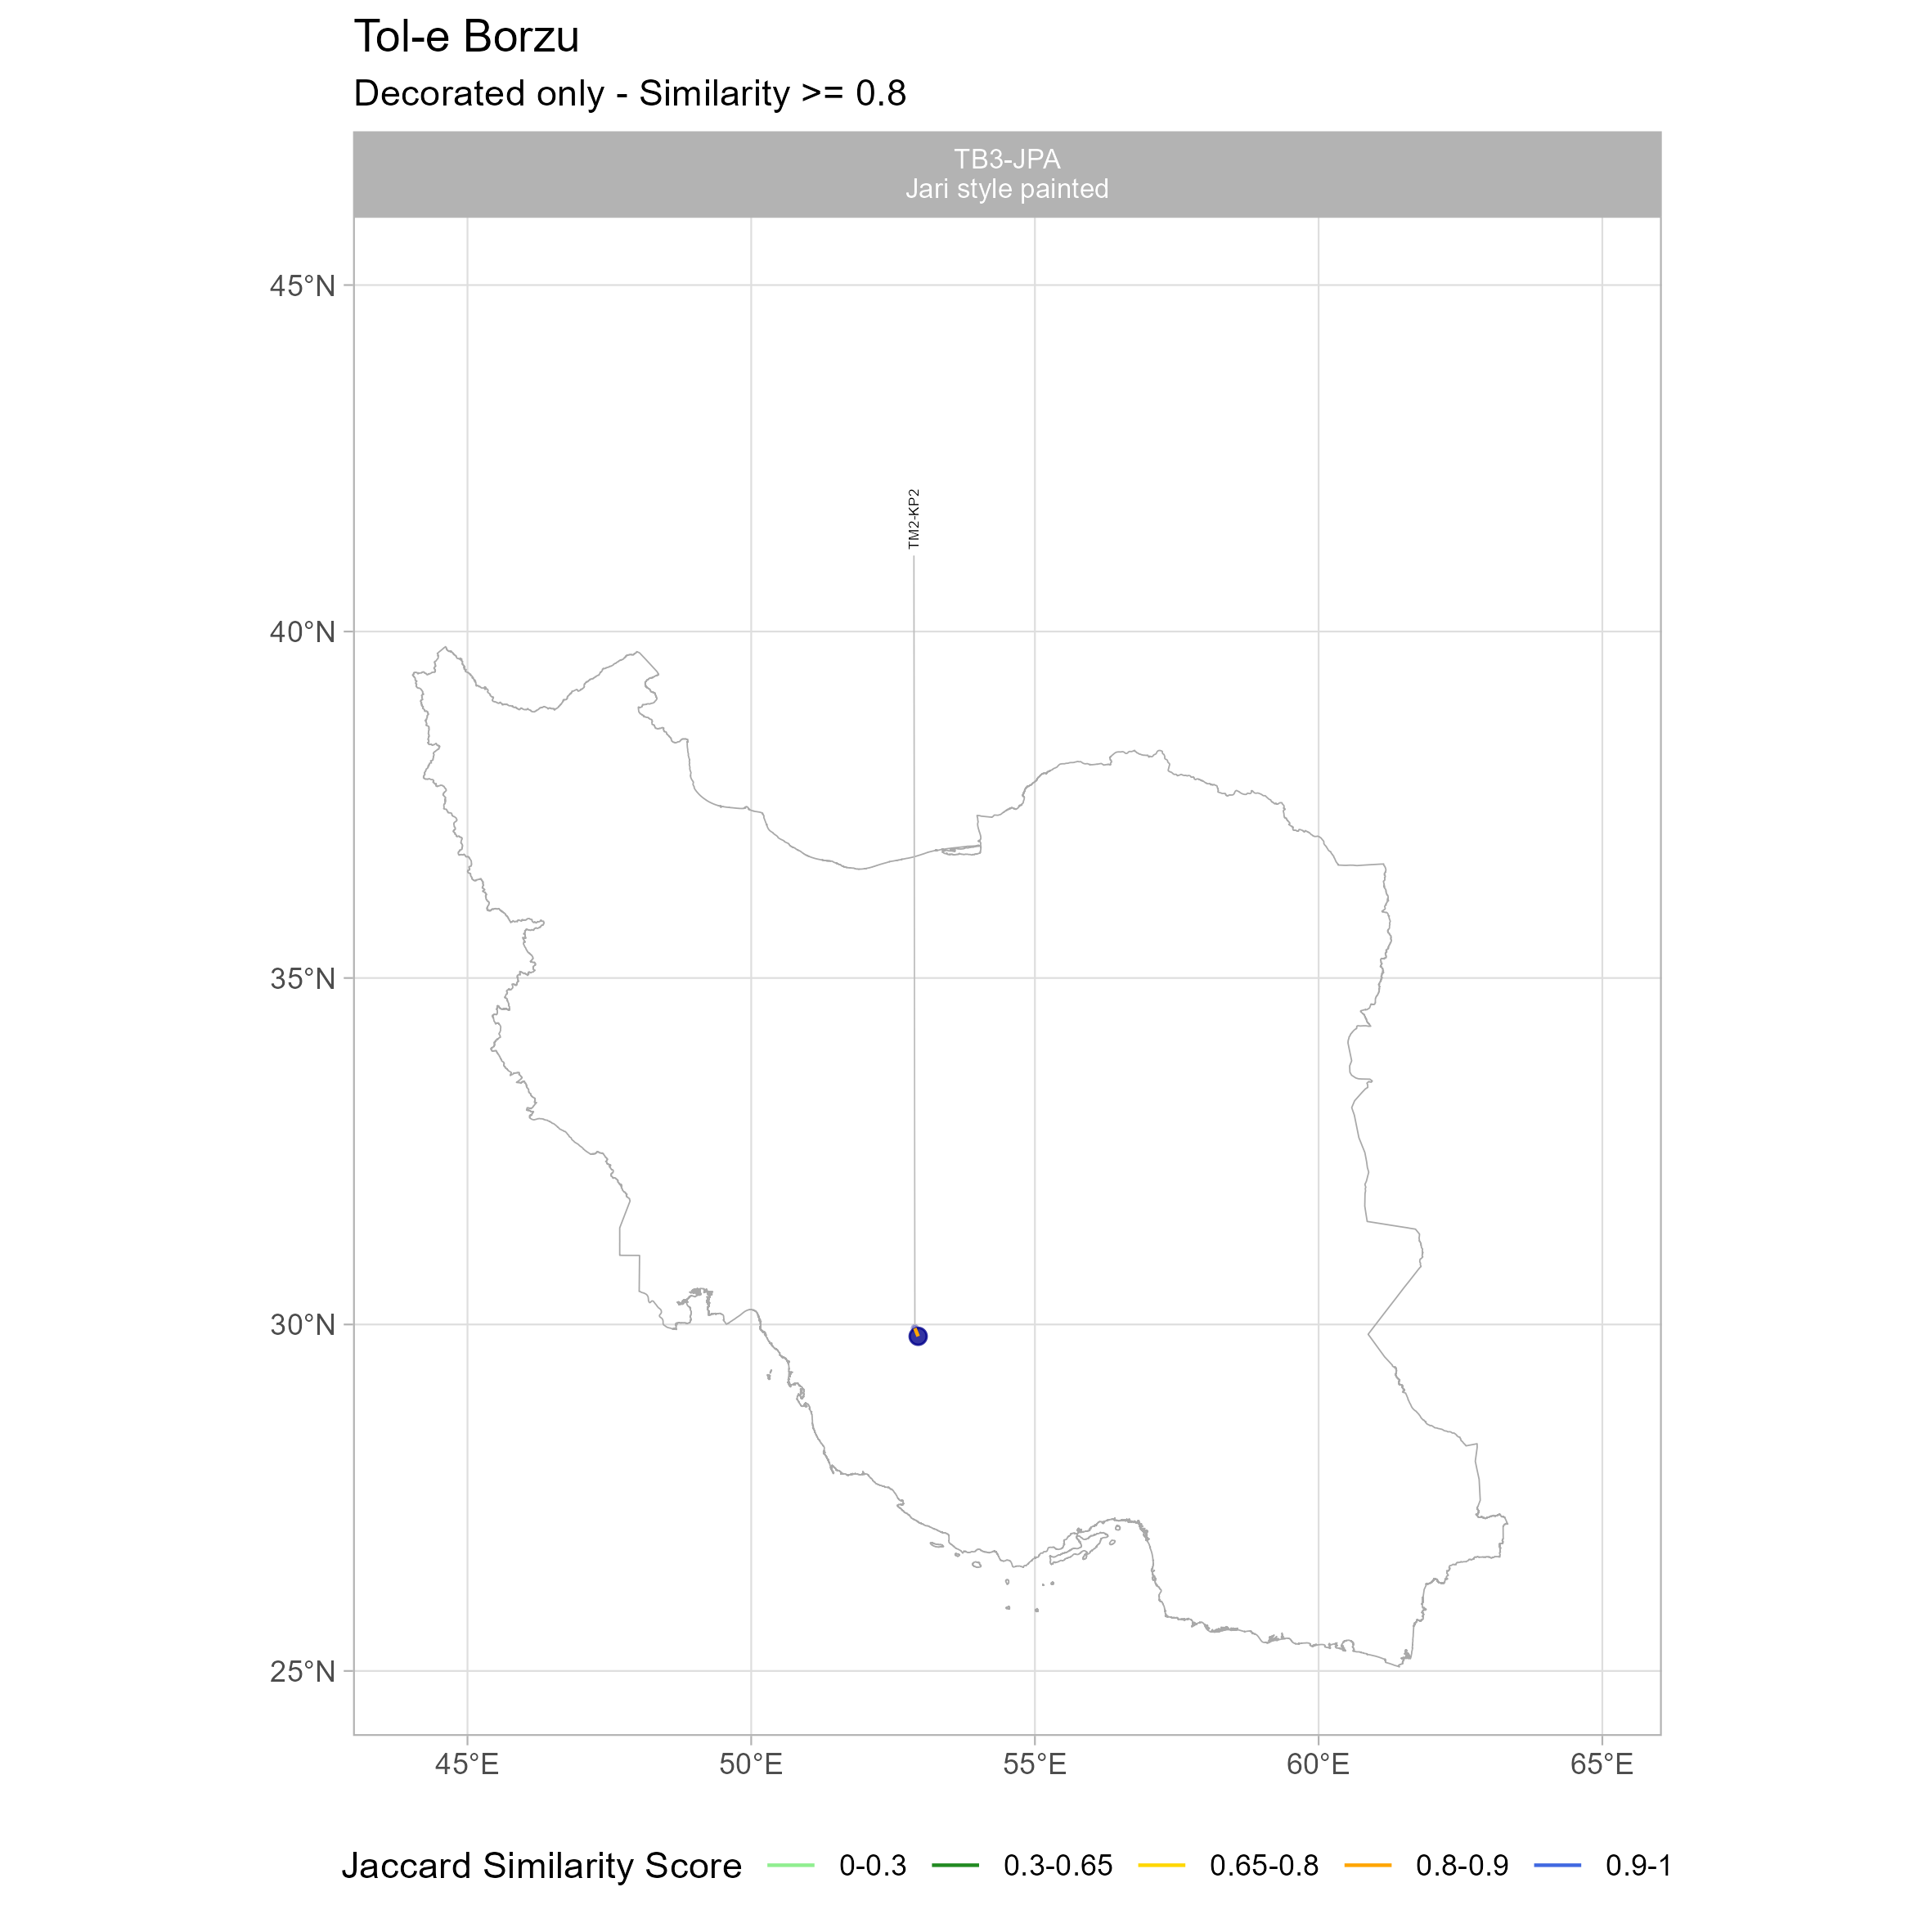 Tol-e Borzu
Decorated only - Similarity >= 0.8
TB3-JPA
Jari style painted
45°N
TM2-KP2
40°N
35°N
30°N
25°N
45°E 50°E 55°E 60°E 65°E
Jaccard Similarity Score 0-0.3 0.3-0.65 0.65-0.8 0.8-0.9 0.9-1